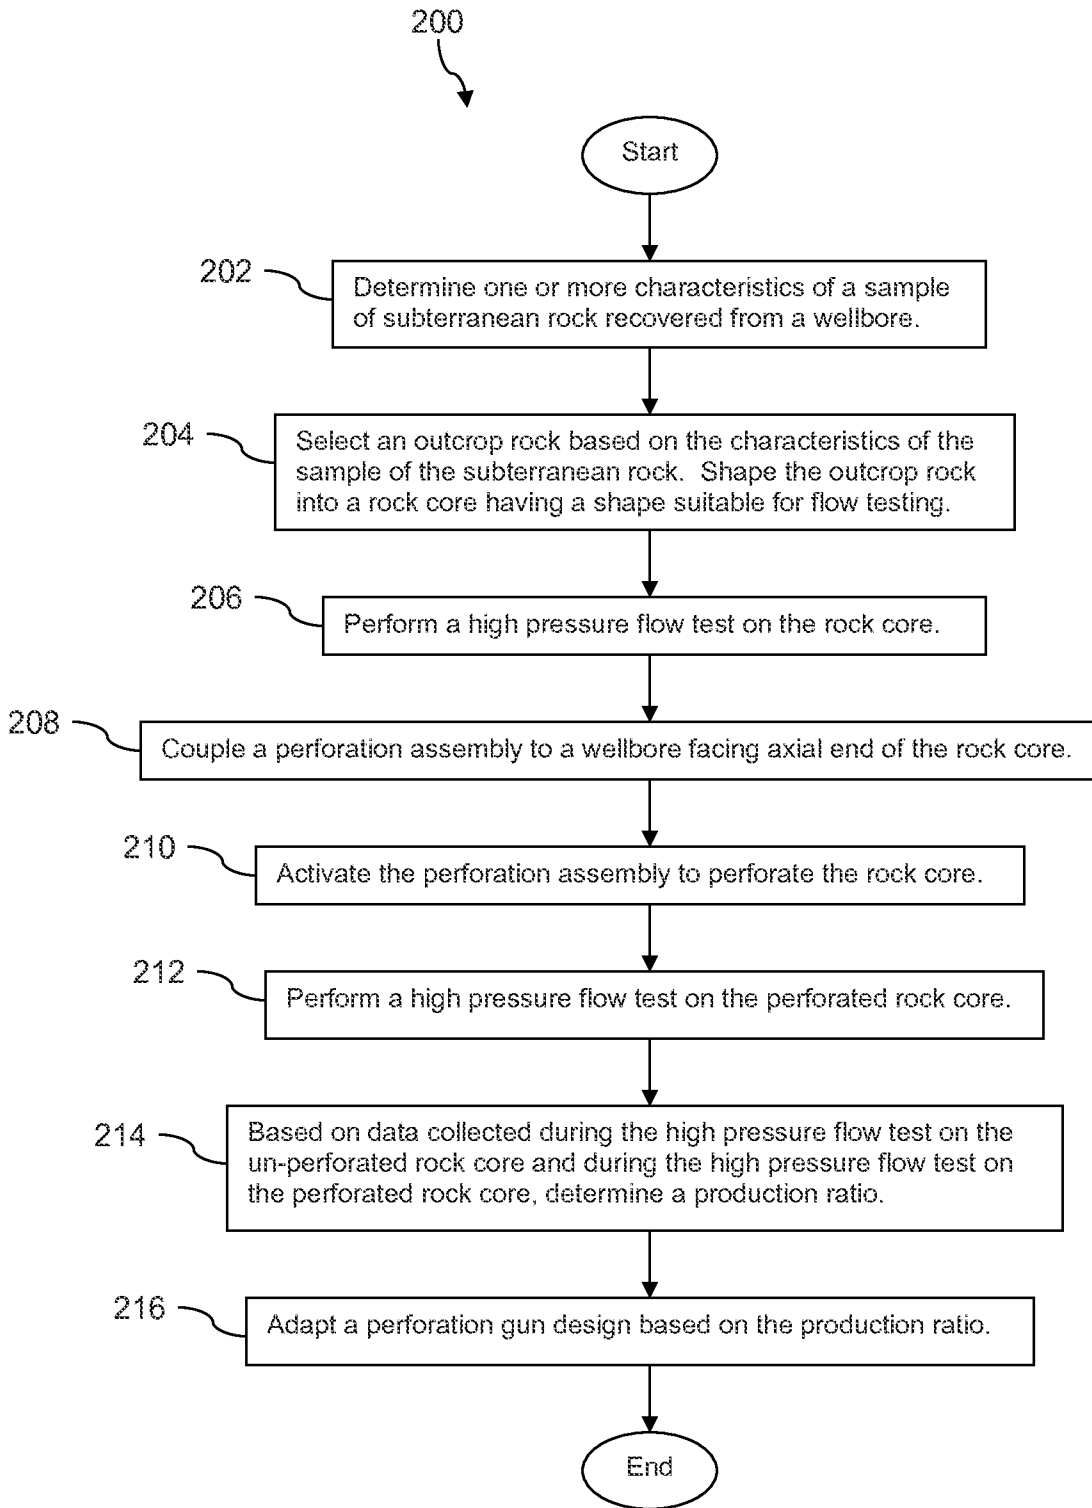 200
Start
202
Determine one or more characteristics of a sample
of subterranean rock recovered from a wellbore.
204
Select an outcrop rock based on the characteristics of the
sample of the subterranean rock.  Shape the outcrop rock
into a rock core having a shape suitable for flow testing.
206
Perform a high pressure flow test on the rock core.
208
Couple a perforation assembly to a wellbore facing axial end of the rock core.
210
Activate the perforation assembly to perforate the rock core.
212
Perform a high pressure flow test on the perforated rock core.
214
Based on data collected during the high pressure flow test on the
un-perforated rock core and during the high pressure flow test on
the perforated rock core, determine a production ratio.
216
Adapt a perforation gun design based on the production ratio.
End